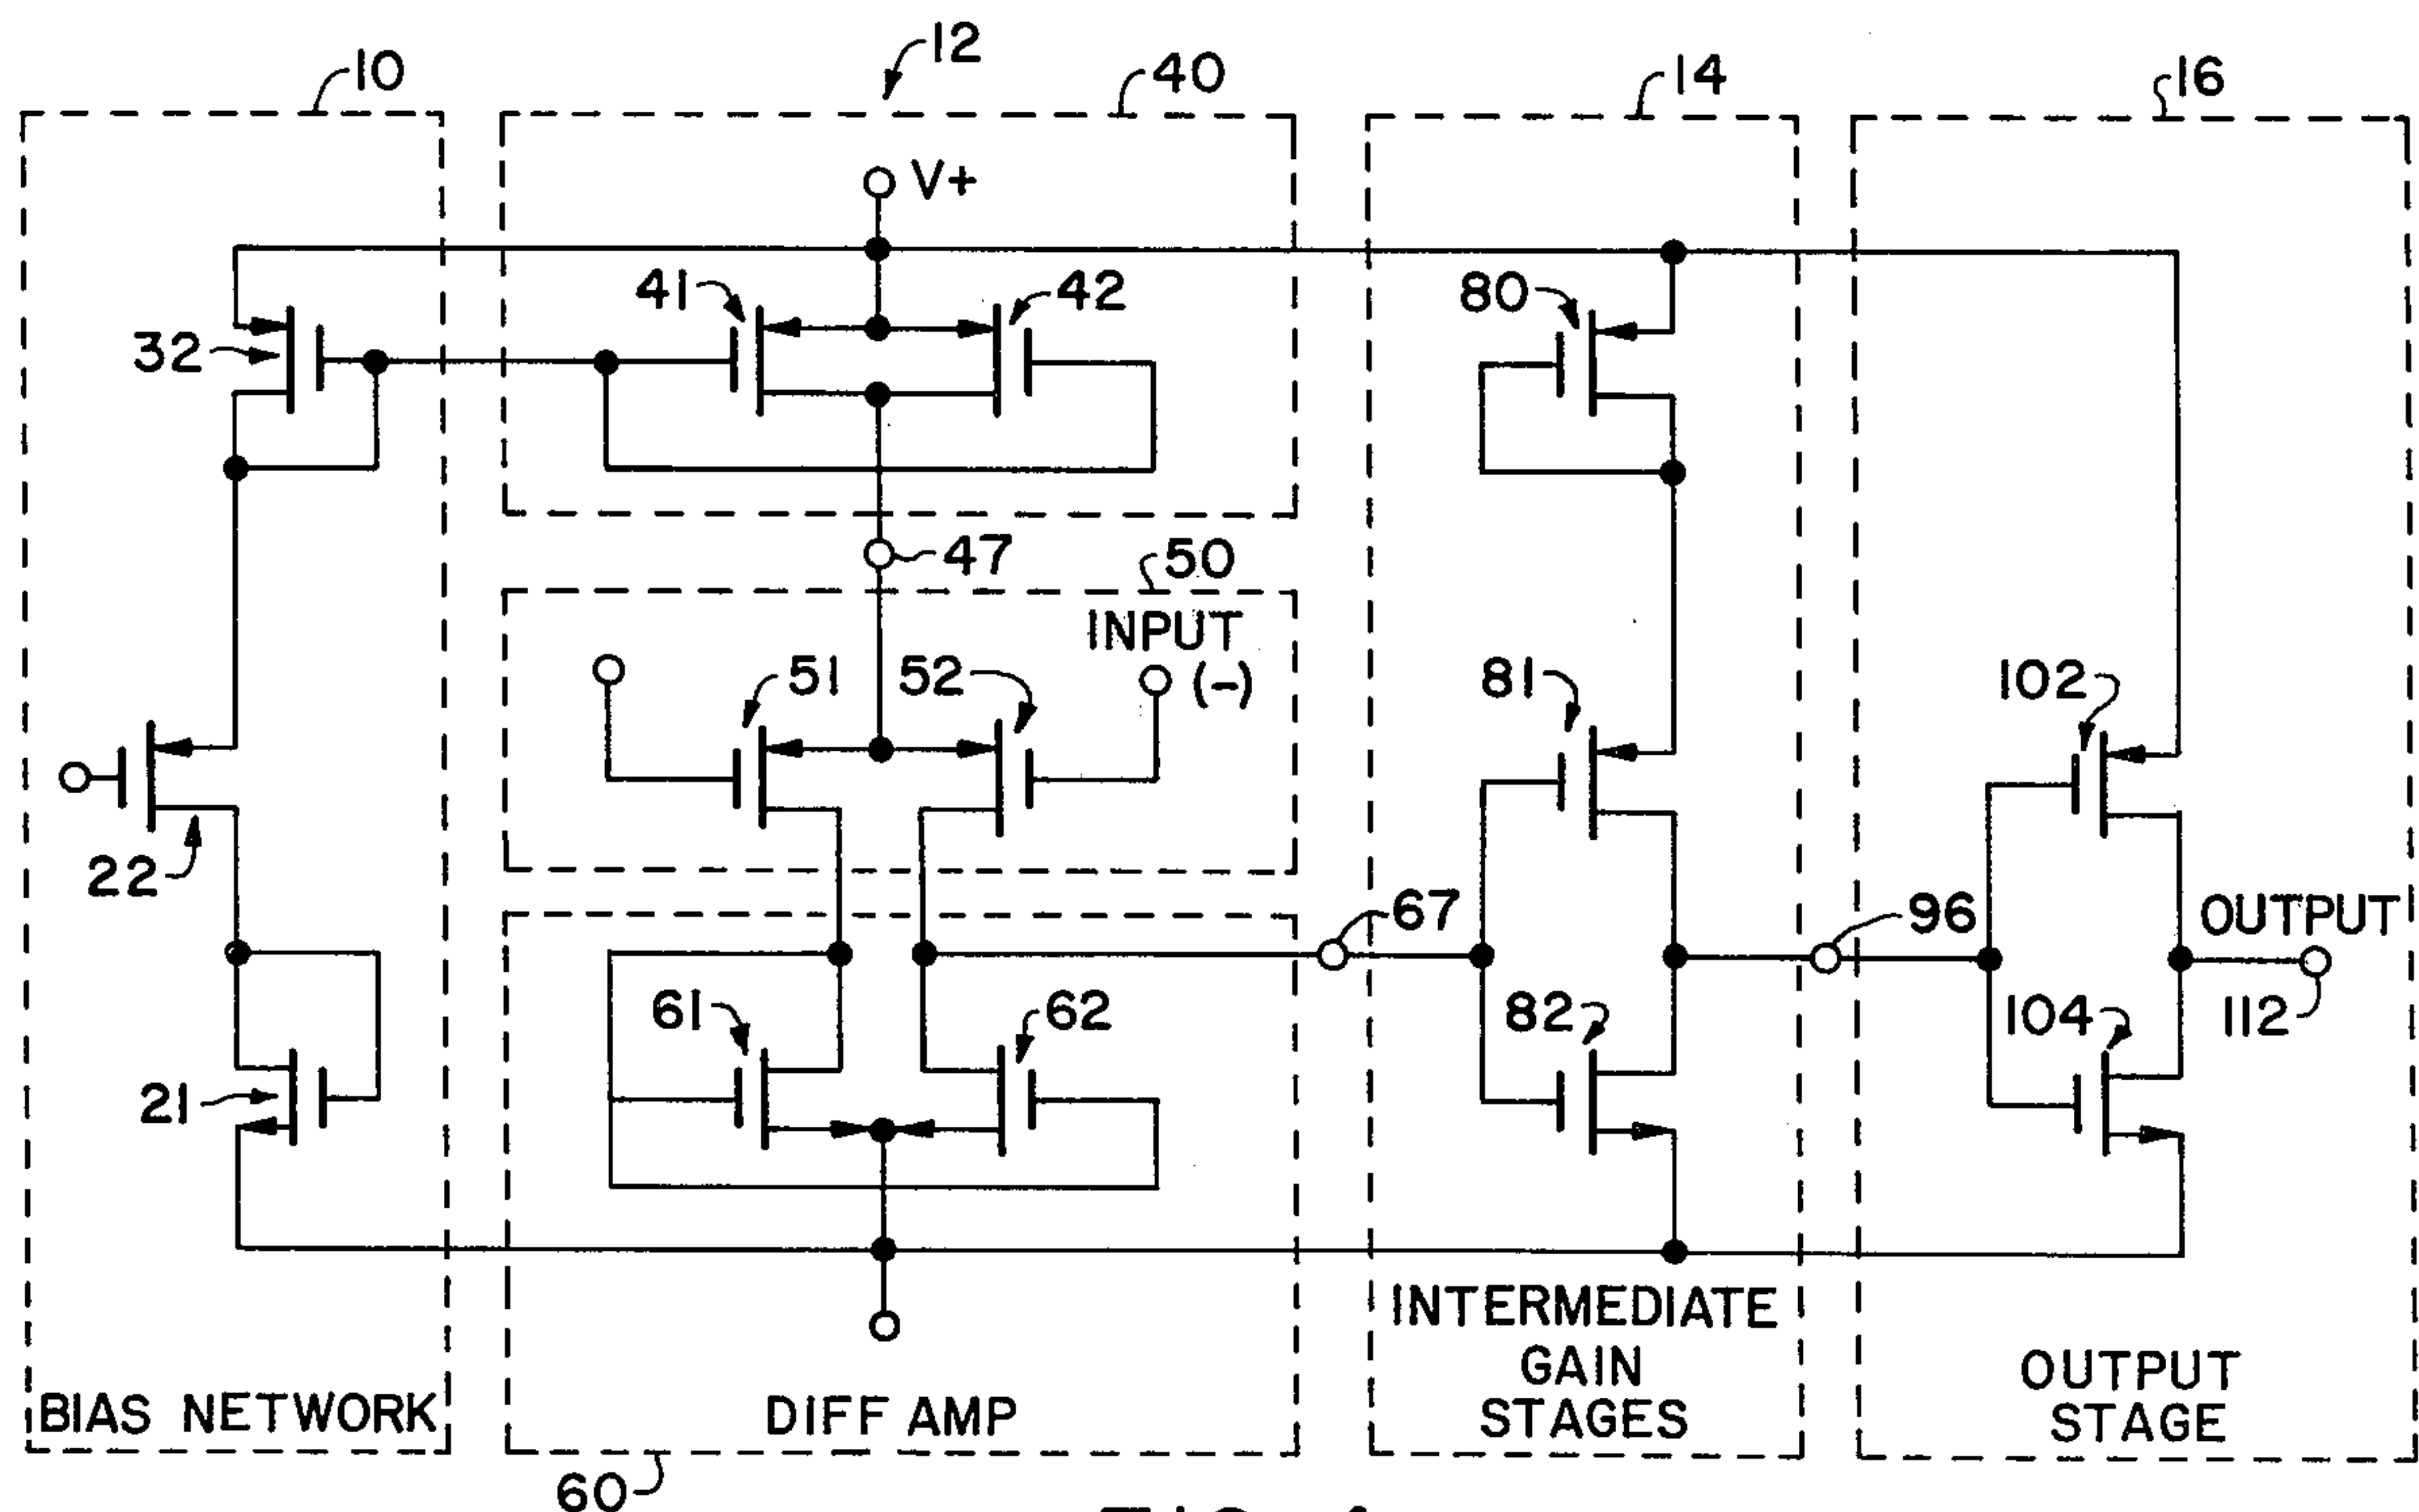 10
12
40
14
16
V+
41
42
80
32
47
50
INPUT
(-)
51
52
81
102
22
67
96
OUTPUT
112
61
62
82
104
21
BIAS NETWORK
DIFF AMP
INTERMEDIATE
GAIN
STAGES
OUTPUT
STAGE
60